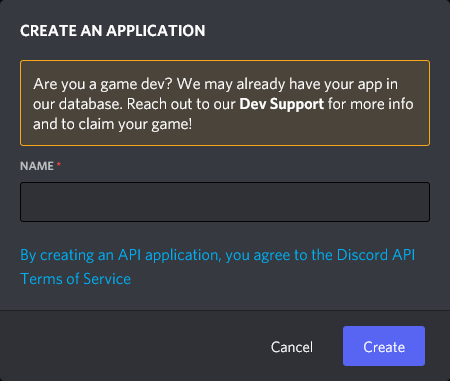 CREATE AN APPLICATION
Are you a game dev? We may already have your app in
our database. Reach out to our Dev Support for more info
and to claim your game!
NAME *
By creating an API application, you agree to the Discord API
Terms of Service
Cancel
Create